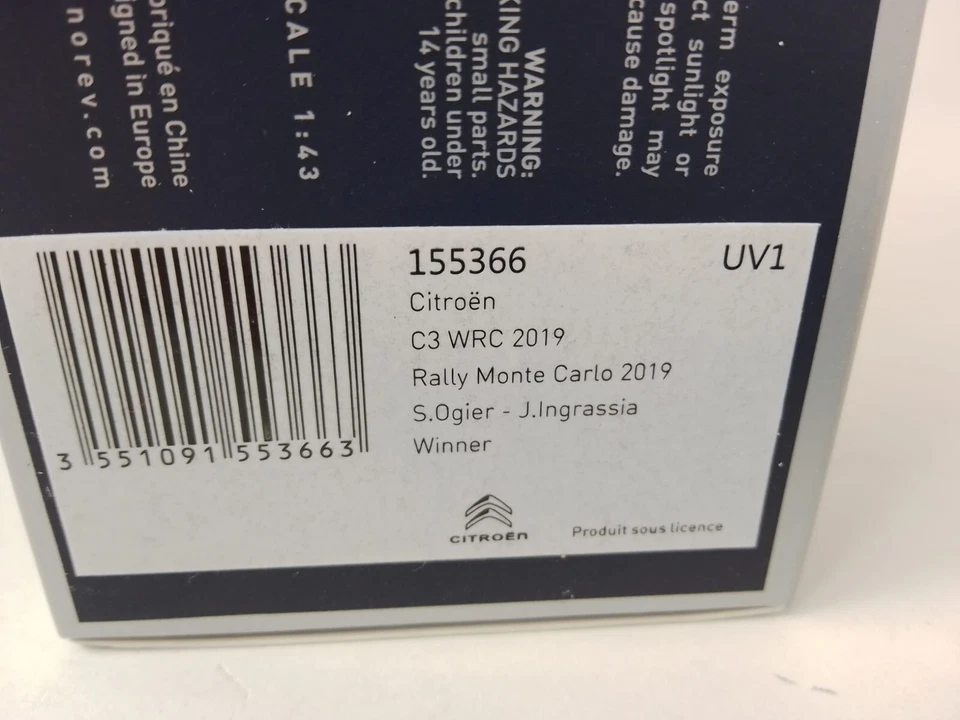 erm exposure
ct sunlight or
spotlight may
cause damage.
WARNING:
KING HAZARDS
small parts.
children under
14 years old.
CALE 1:43
briqué en Chine
igned in Europe
norev.com
155366
UV1
Citroën
C3 WRC 2019
Rally Monte Carlo 2019
S.Ogier - J.Ingrassia
Winner
3 551091 553663
CITROËN
Produit sous licence